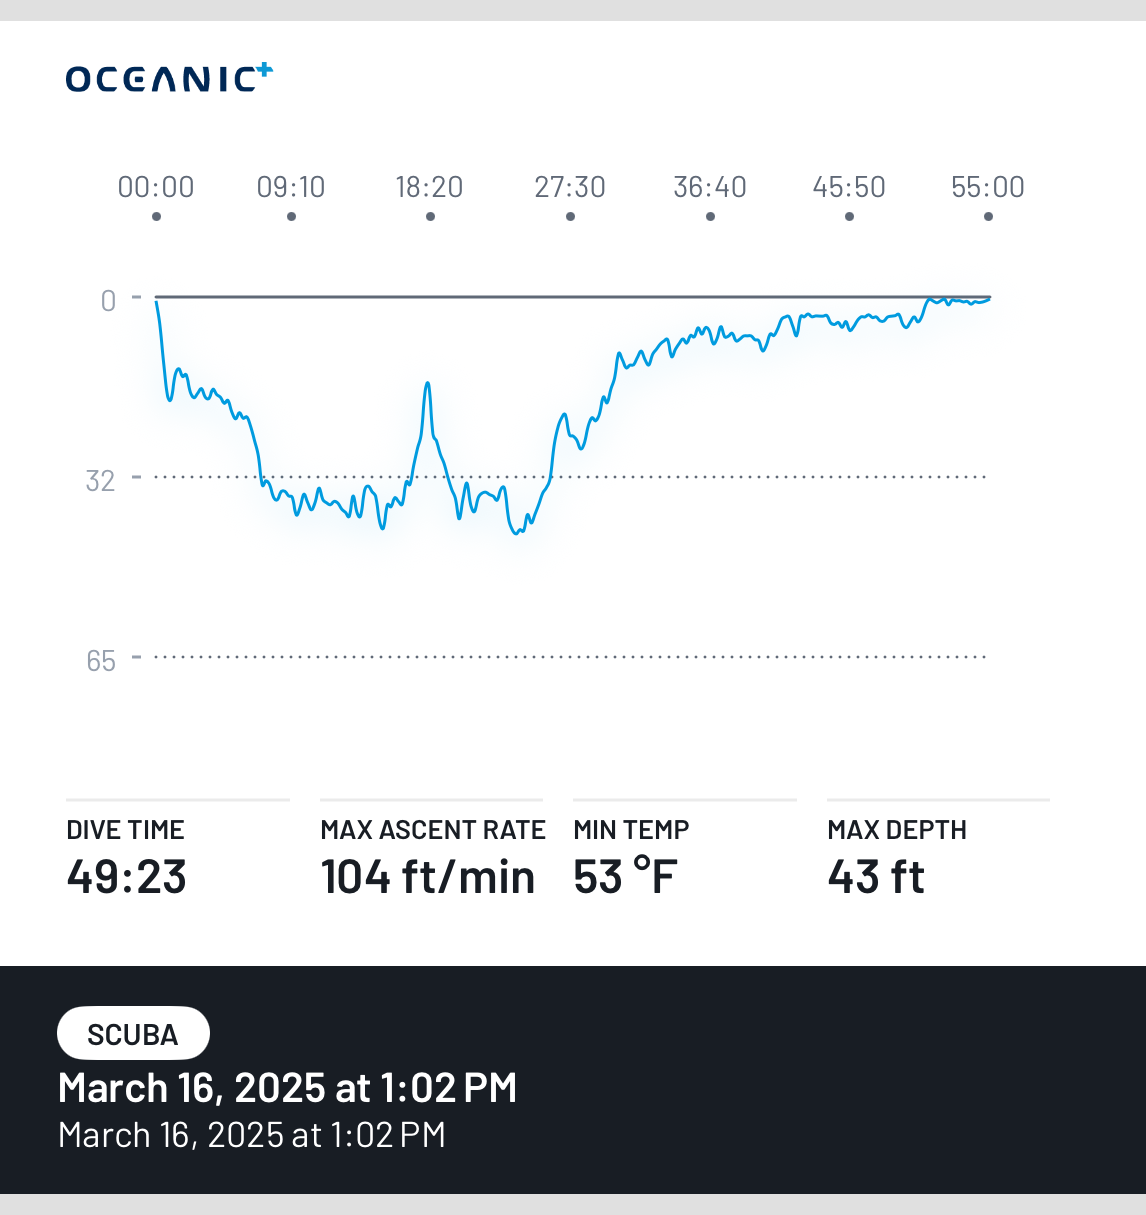 OCEANIC+
00:00 09:10 18:20 27:30 36:40 45:50 55:00
0
32
65
DIVE TIME MAX ASCENT RATE MIN TEMP MAX DEPTH
49:23 104 ft/min 53 °F 43 ft
SCUBA
March 16, 2025 at 1:02 PM
March 16, 2025 at 1:02 PM